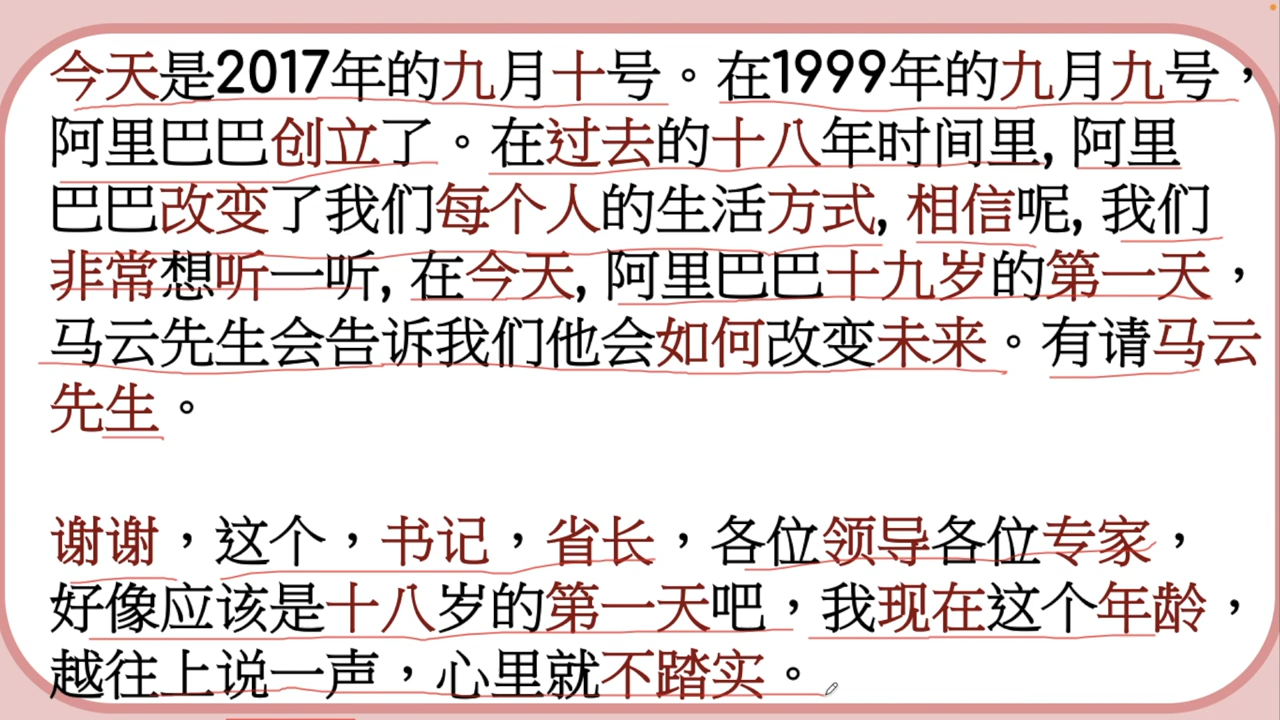 今天是2017年的九月十号。在1999年的九月九号，
阿里巴巴创立了。在过去的十八年时间里, 阿里
巴巴改变了我们每个人的生活方式, 相信呢, 我们
非常想听一听, 在今天, 阿里巴巴十九岁的第一天，
马云先生会告诉我们他会如何改变未来。有请马云
先生。
谢谢，这个，书记，省长，各位领导各位专家，
好像应该是十八岁的第一天吧，我现在这个年龄，
越往上说一声，心里就不踏实。